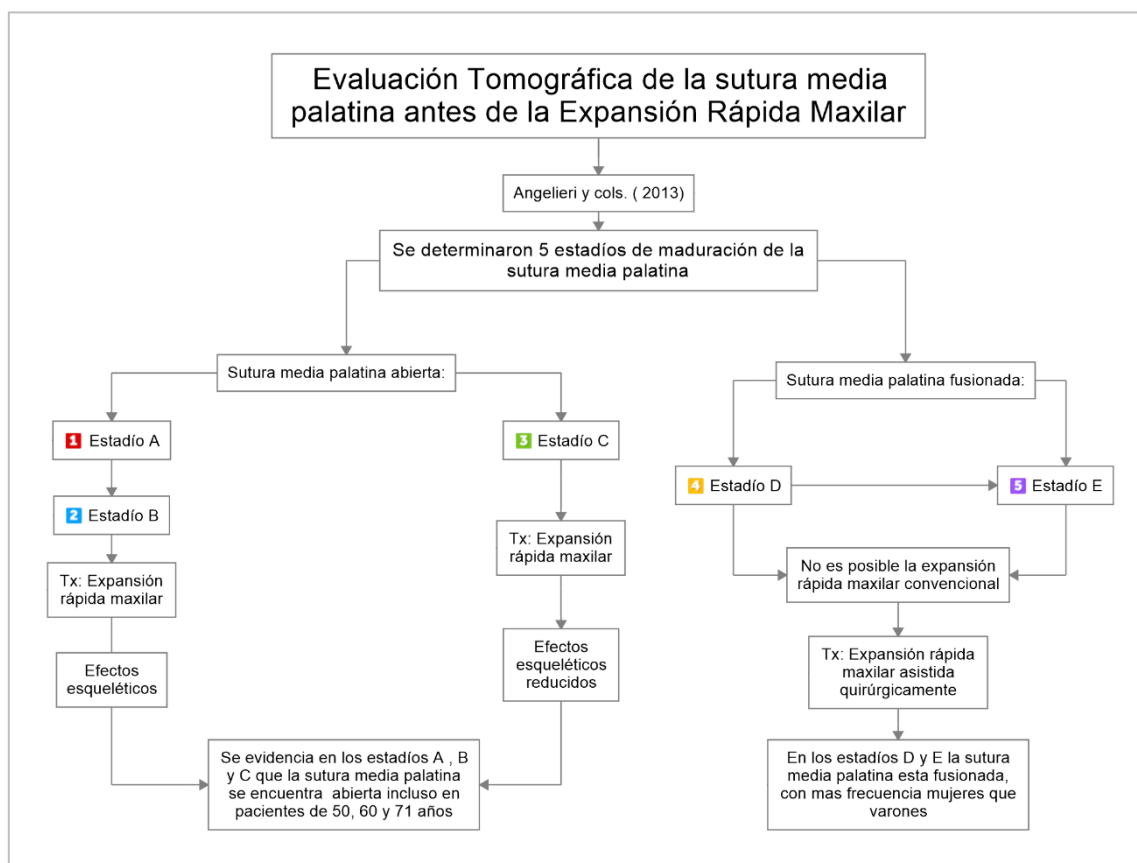 Evaluación Tomográfica de la sutura media
palatina antes de la Expansión Rápida Maxilar
Angelieri y cols. ( 2013)
Se determinaron 5 estadíos de maduración de la
sutura media palatina
Sutura media palatina abierta:
Sutura media palatina fusionada:
1 Estadío A
3 Estadío C
4 Estadío D
5 Estadío E
2 Estadío B
Tx: Expansión
rápida maxilar
Tx: Expansión
rápida maxilar
No es posible la expansión
rápida maxilar convencional
Efectos
esqueléticos
Efectos
esqueléticos
reducidos
Tx: Expansión rápida
maxilar asistida
quirúrgicamente
Se evidencia en los estadíos A , B
y C que la sutura media palatina
se encuentra abierta incluso en
pacientes de 50, 60 y 71 años
En los estadíos D y E la sutura
media palatina esta fusionada,
con mas frecuencia mujeres que
varones